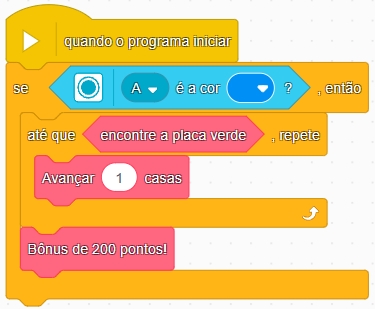 quando o programa iniciar
se A é a cor ? , então
até que encontre a placa verde , repete
Avançar 1 casas
Bônus de 200 pontos!